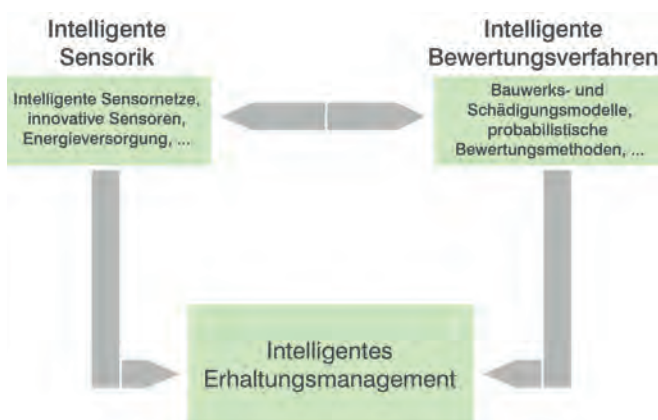 Intelligente
Sensorik
Intelligente Sensornetze,
innovative Sensoren,
Energieversorgung, ...
Intelligente
Bewertungsverfahren
Bauwerks- und
Schädigungsmodelle,
probabilistische
Bewertungsmethoden, ...
Intelligentes
Erhaltungsmanagement